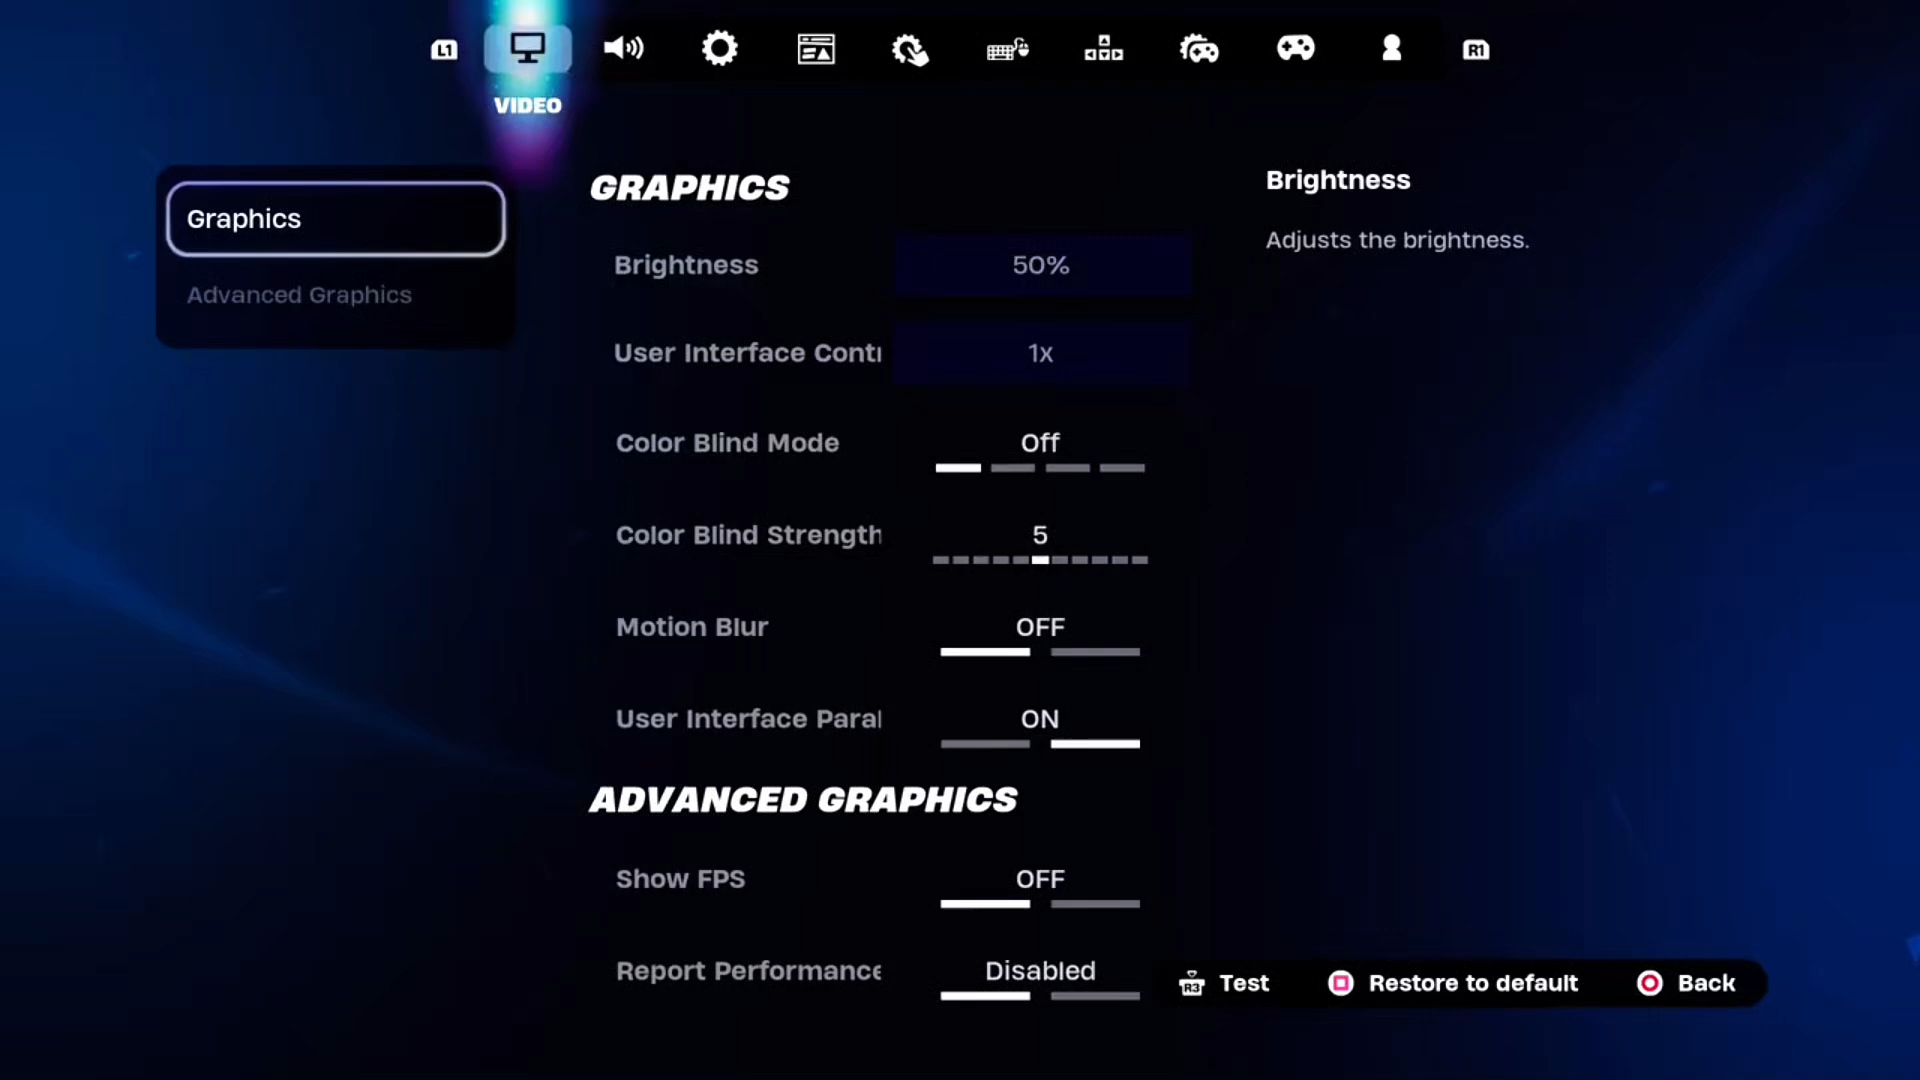 L1
R1
VIDEO
Graphics
Advanced Graphics
GRAPHICS
Brightness 50%
User Interface Contr 1x
Color Blind Mode Off
Color Blind Strength 5
Motion Blur OFF
User Interface Paral ON
ADVANCED GRAPHICS
Show FPS OFF
Report Performance Disabled
Brightness
Adjusts the brightness.
R3 Test Restore to default Back